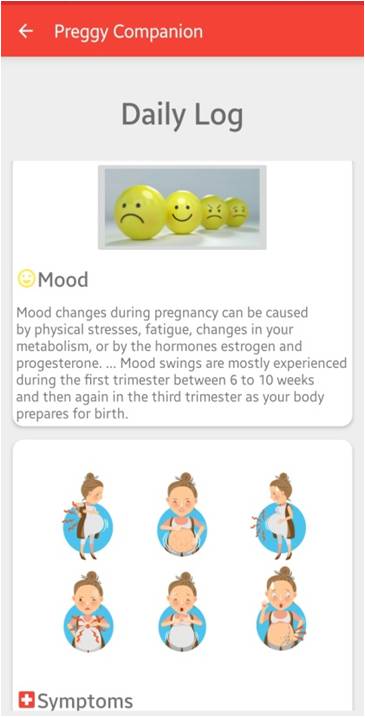 Preggy Companion
Daily Log
Mood
Mood changes during pregnancy can be caused
by physical stresses, fatigue, changes in your
metabolism, or by the hormones estrogen and
progesterone. ... Mood swings are mostly experienced
during the first trimester between 6 to 10 weeks
and then again in the third trimester as your body
prepares for birth.
Symptoms